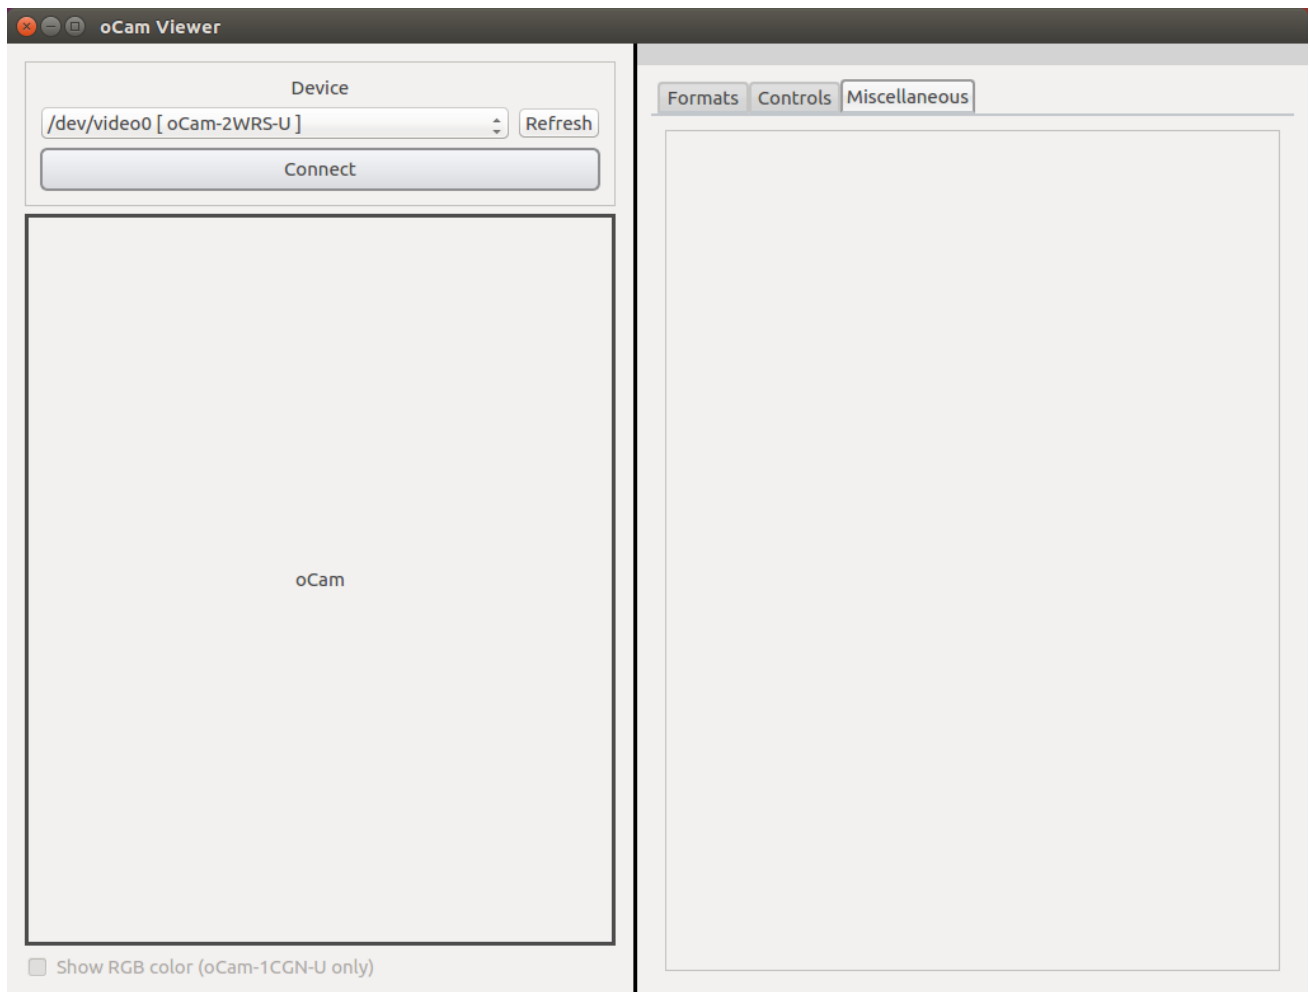 oCam Viewer
Device
/dev/video0 [ oCam-2WRS-U ]
Refresh
Connect
oCam
Show RGB color (oCam-1CGN-U only)
Formats
Controls
Miscellaneous